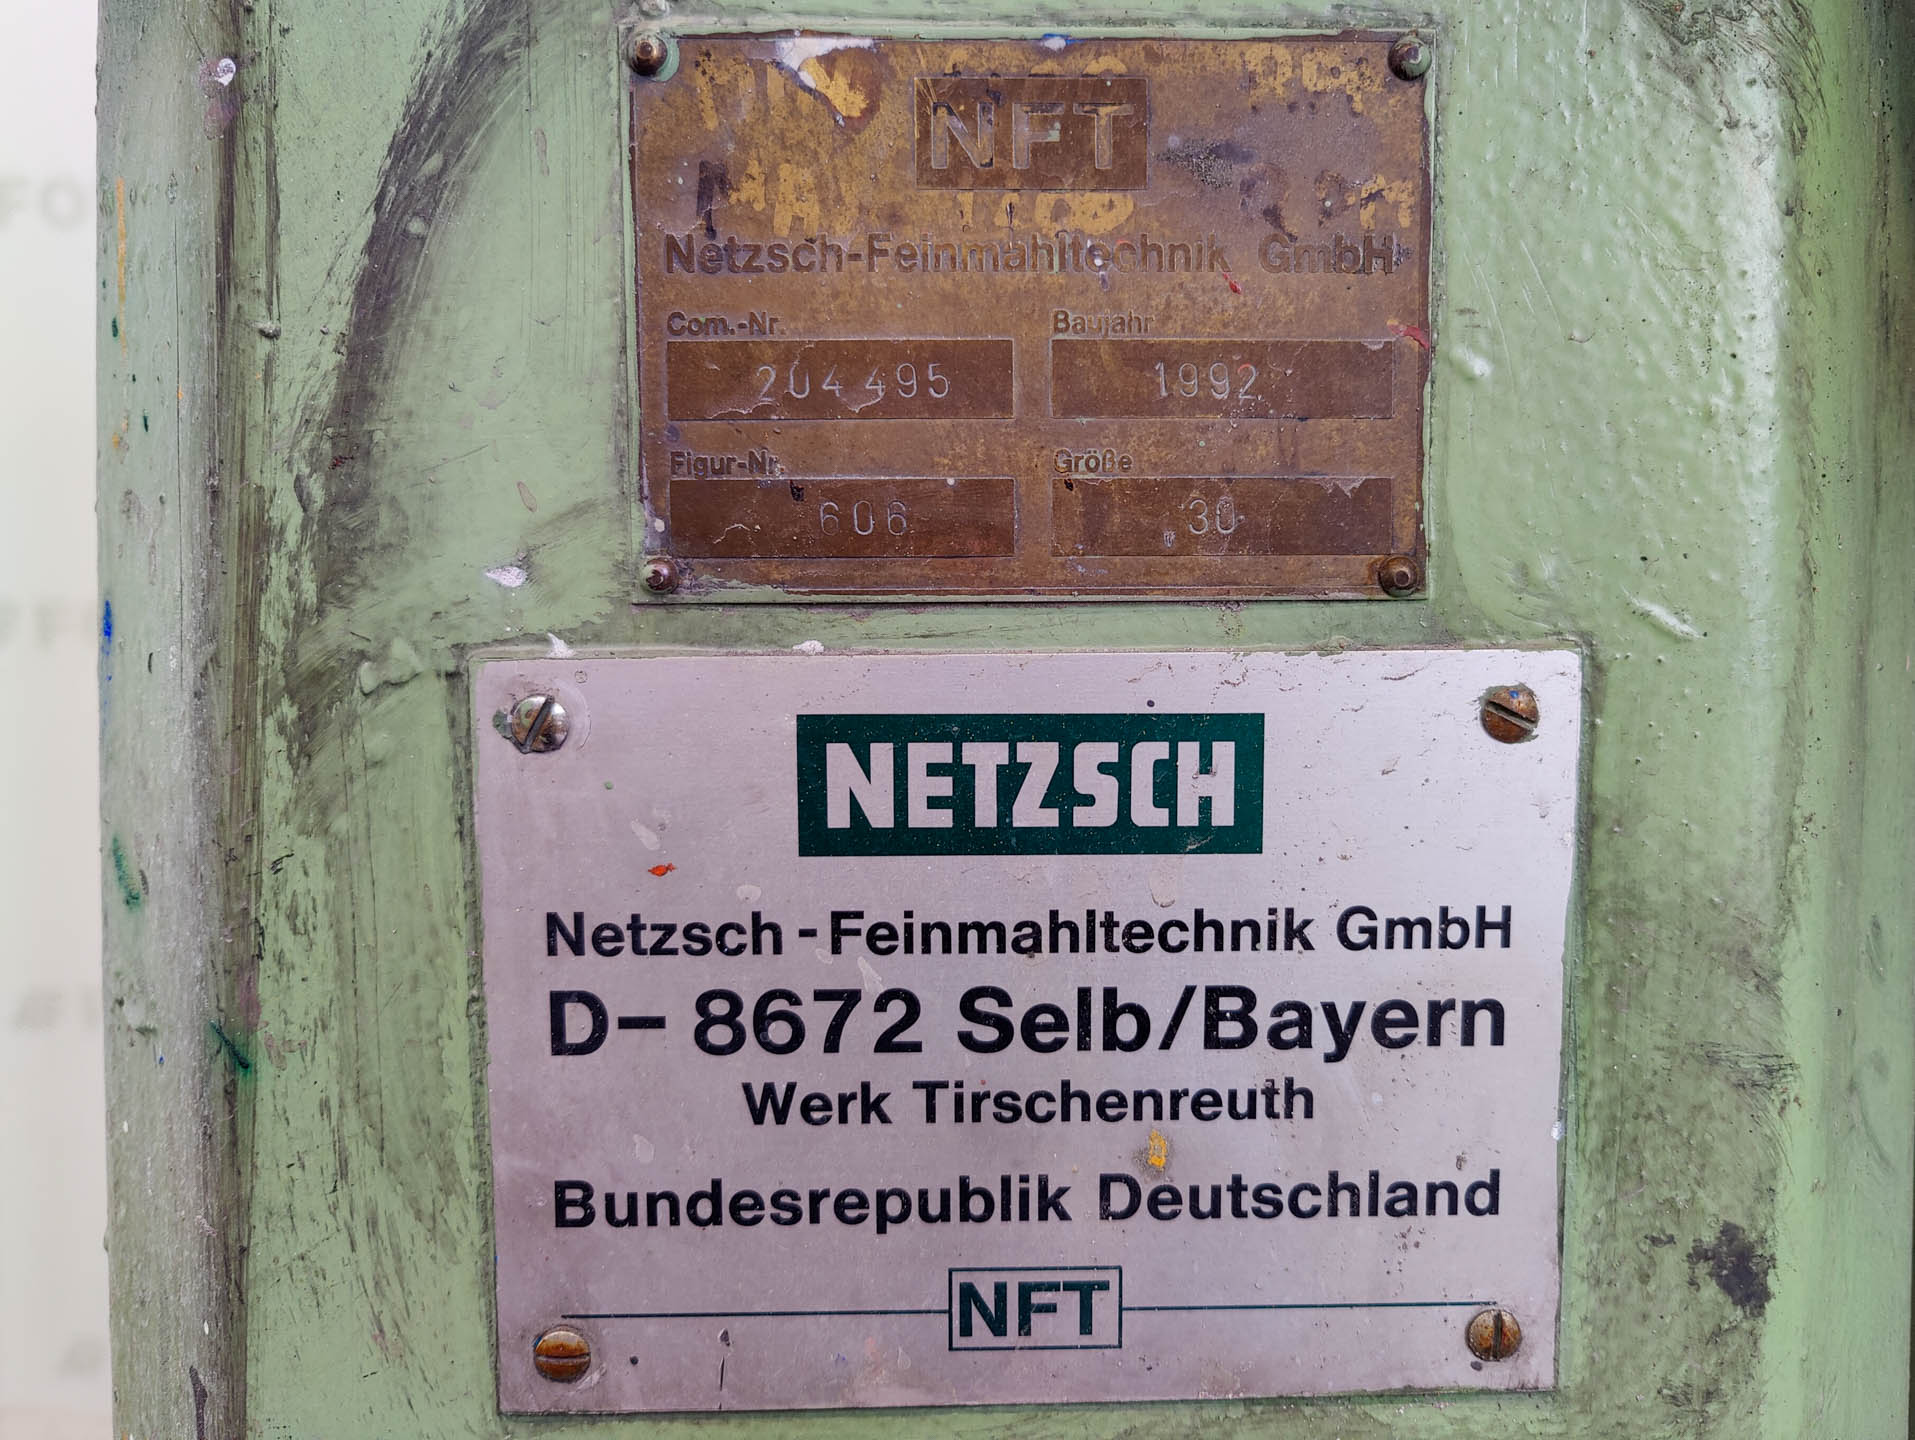 NFT
Netzsch-Feinmahltechnik GmbH
Com.-Nr. Baujahr
204 495 1992
Figur-Nr. Größe
606 30
NETZSCH
Netzsch-Feinmahltechnik GmbH
D-8672 Selb/Bayern
Werk Tirschenreuth
Bundesrepublik Deutschland
NFT